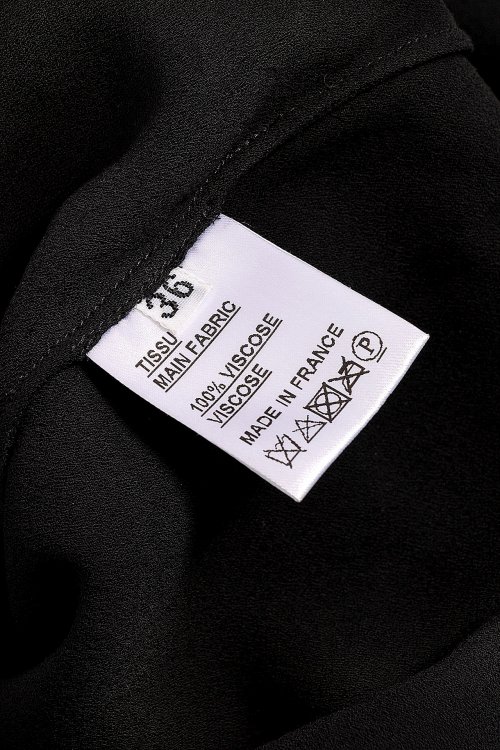 36
TISSU
MAIN FABRIC
100% VISCOSE
VISCOSE
MADE IN FRANCE
P